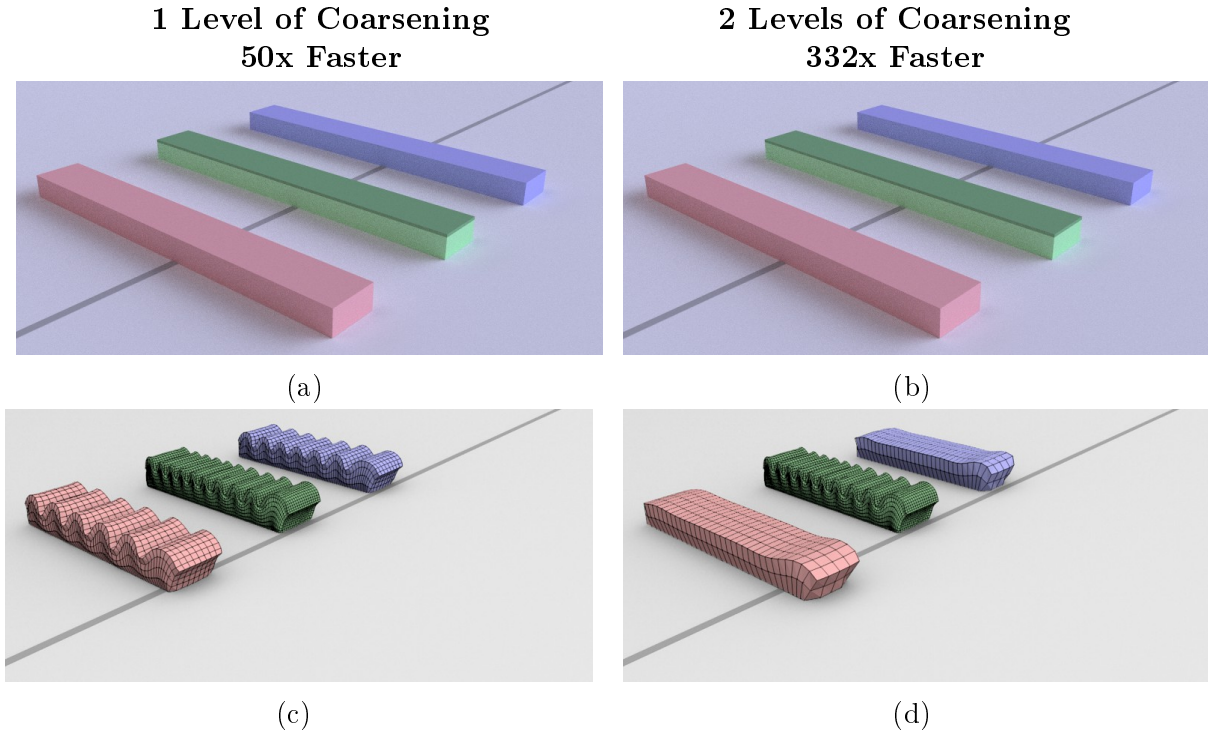 1 Level of Coarsening
50x Faster
2 Levels of Coarsening
332x Faster
(a)
(b)
(c)
(d)